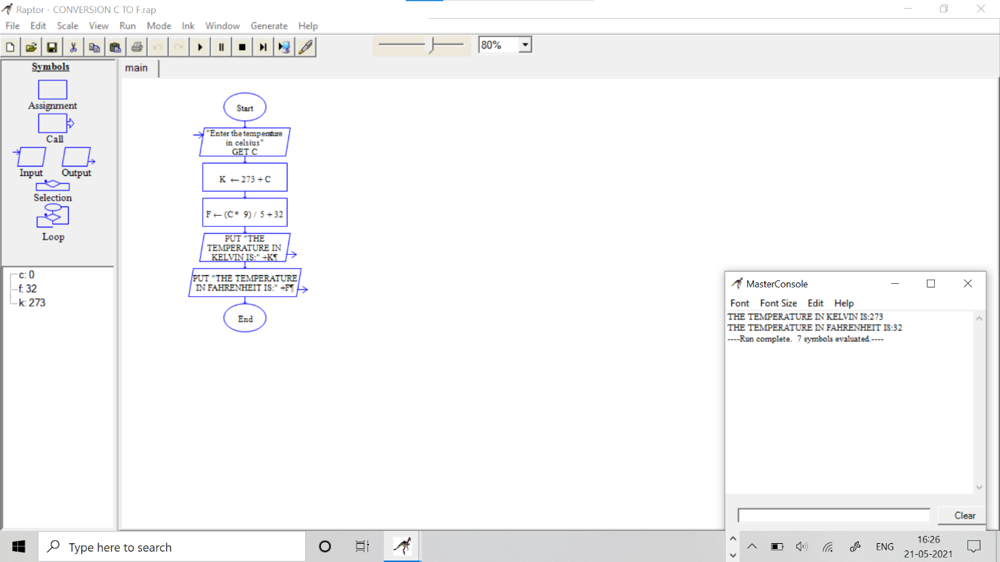 Raptor - CONVERSION C TO F.rap
File Edit Scale View Run Mode Ink Window Generate Help
80%
Symbols
Assignment
Call
Input Output
Selection
Loop
c: 0
f: 32
k: 273
main
Start
"Enter the temperature
in celsius"
GET C
K ← 273 + C
F ← (C * 9) / 5 + 32
PUT "THE
TEMPERATURE IN
KELVIN IS:" +K¶
PUT "THE TEMPERATURE
IN FAHRENHEIT IS:" +F¶
End
MasterConsole
Font Font Size Edit Help
THE TEMPERATURE IN KELVIN IS:273
THE TEMPERATURE IN FAHRENHEIT IS:32
----Run complete. 7 symbols evaluated.----
Clear
Type here to search
ENG
16:26
21-05-2021